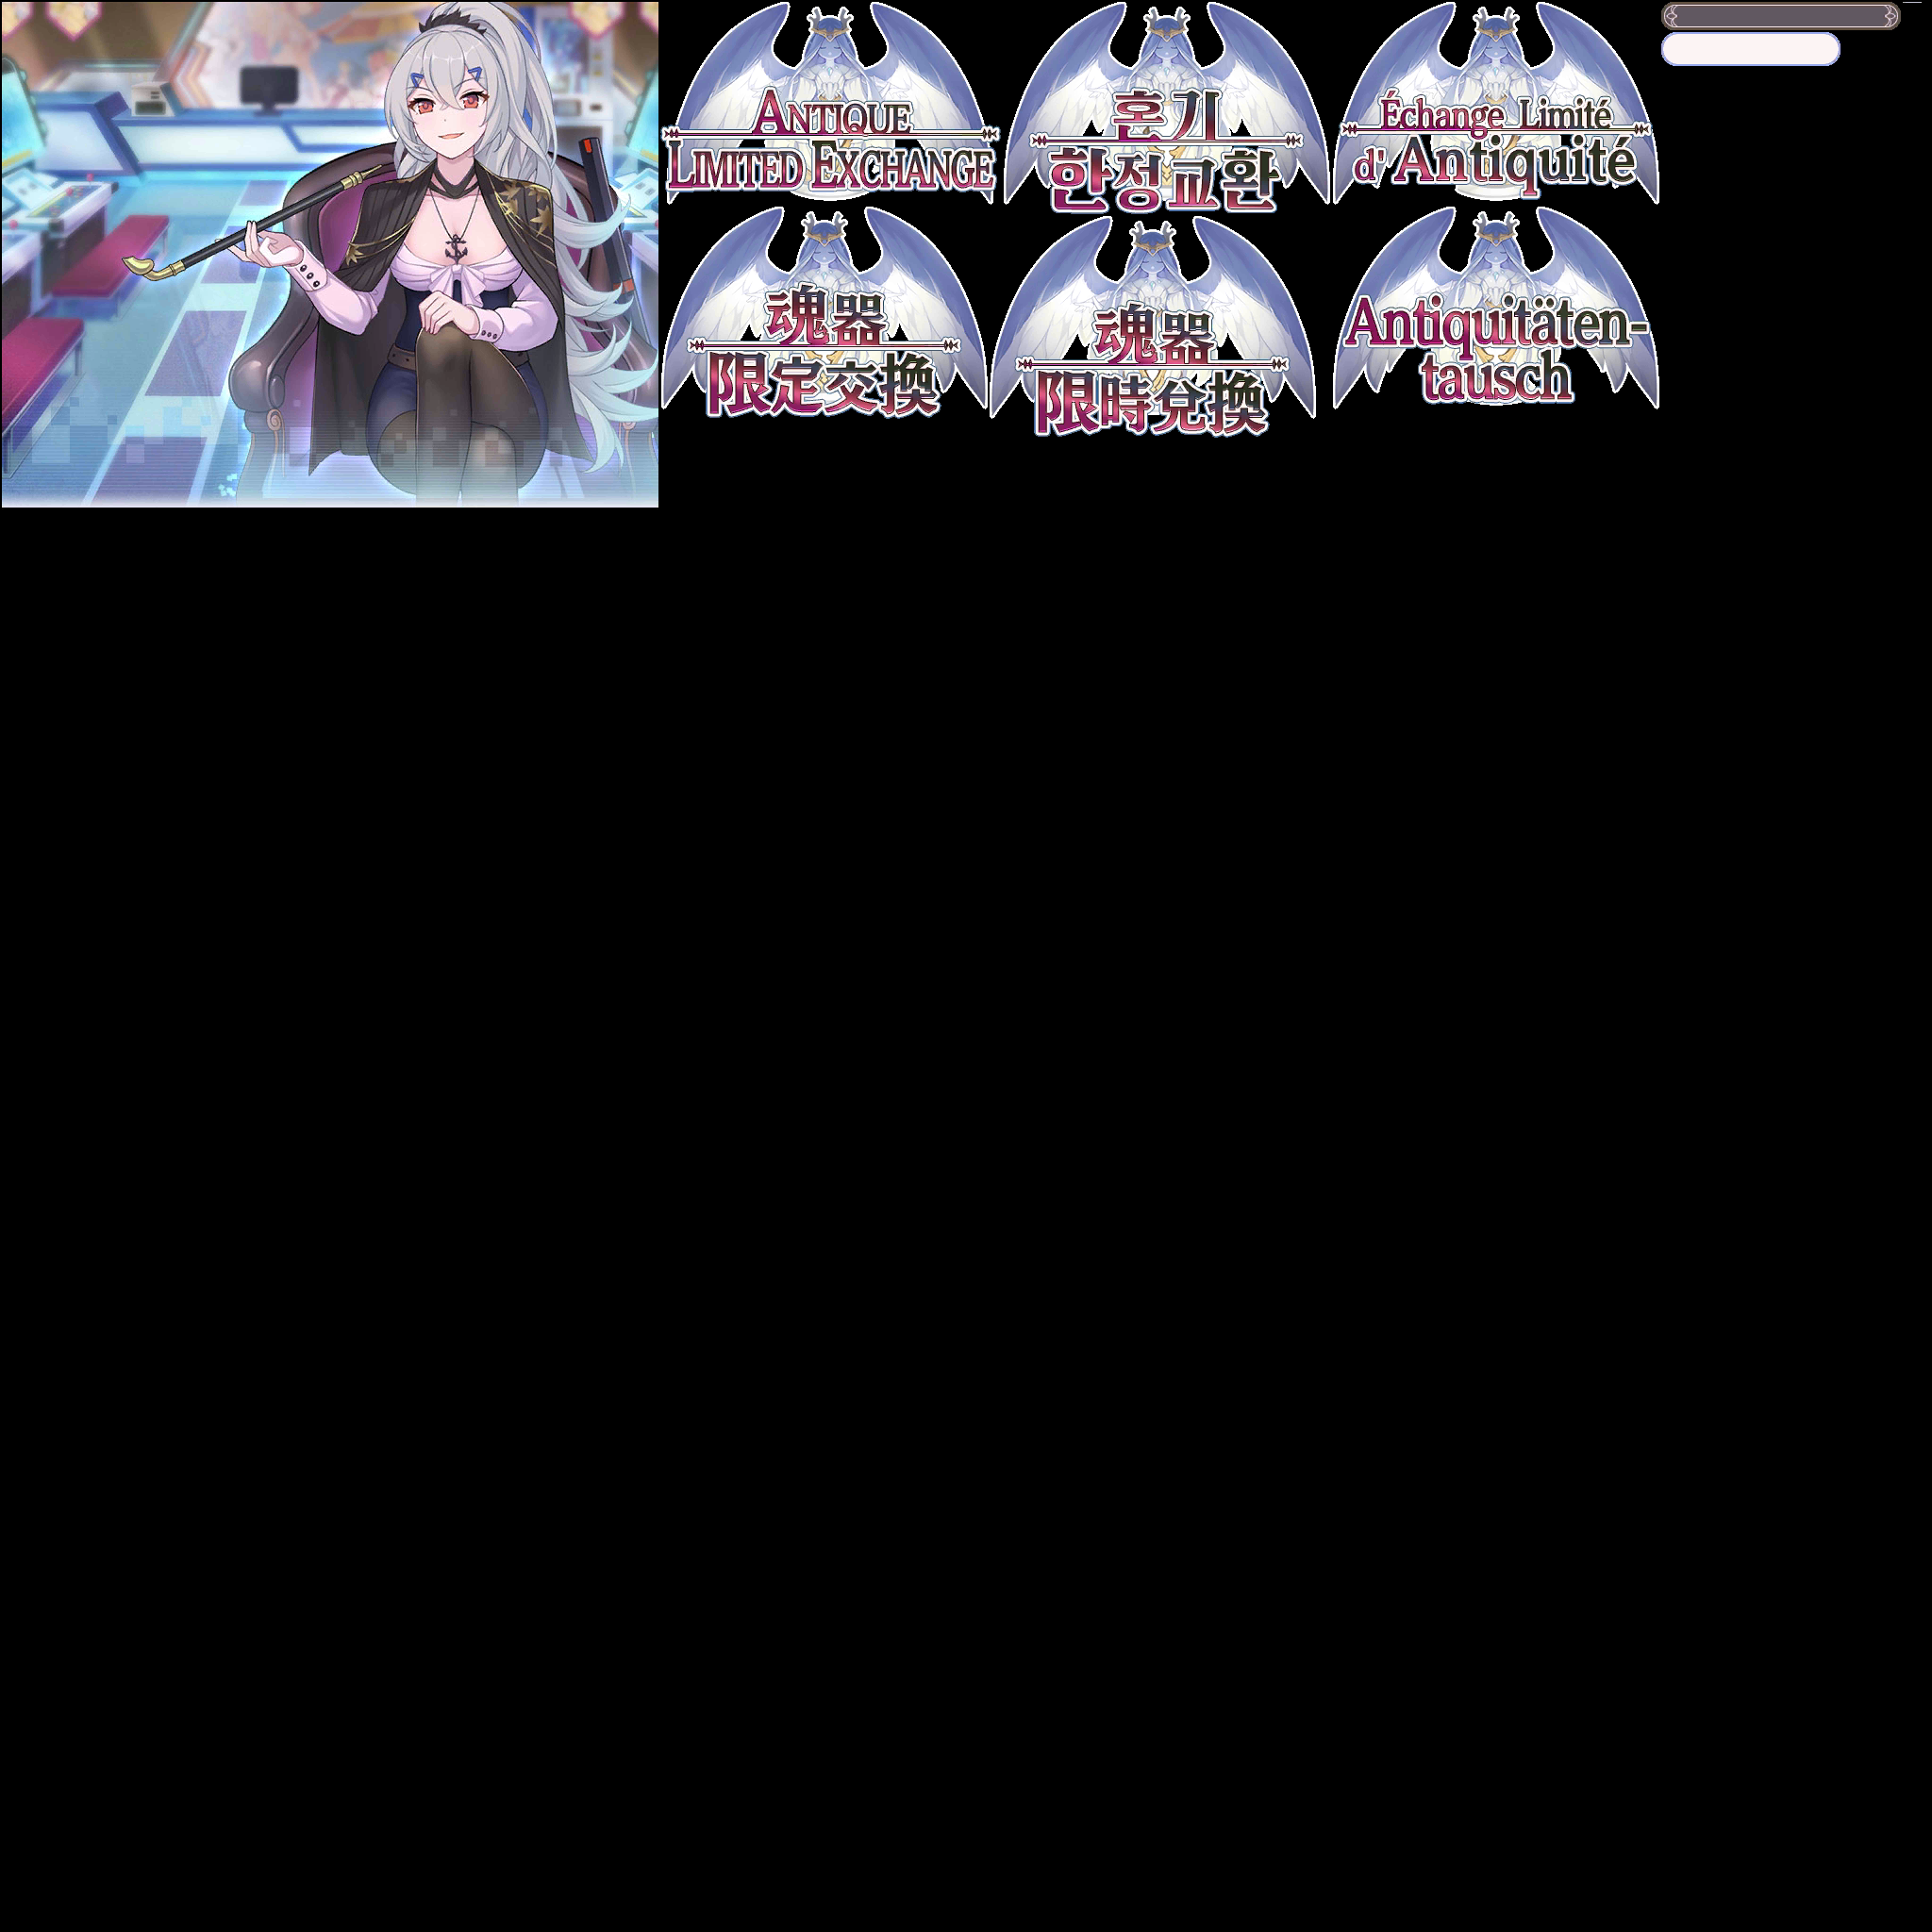 ANTIQUE
LIMITED EXCHANGE
혼기
한정교환
Échange Limité
d' Antiquité
魂器
限定交換
魂器
限時兌換
Antiquitäten-
tausch